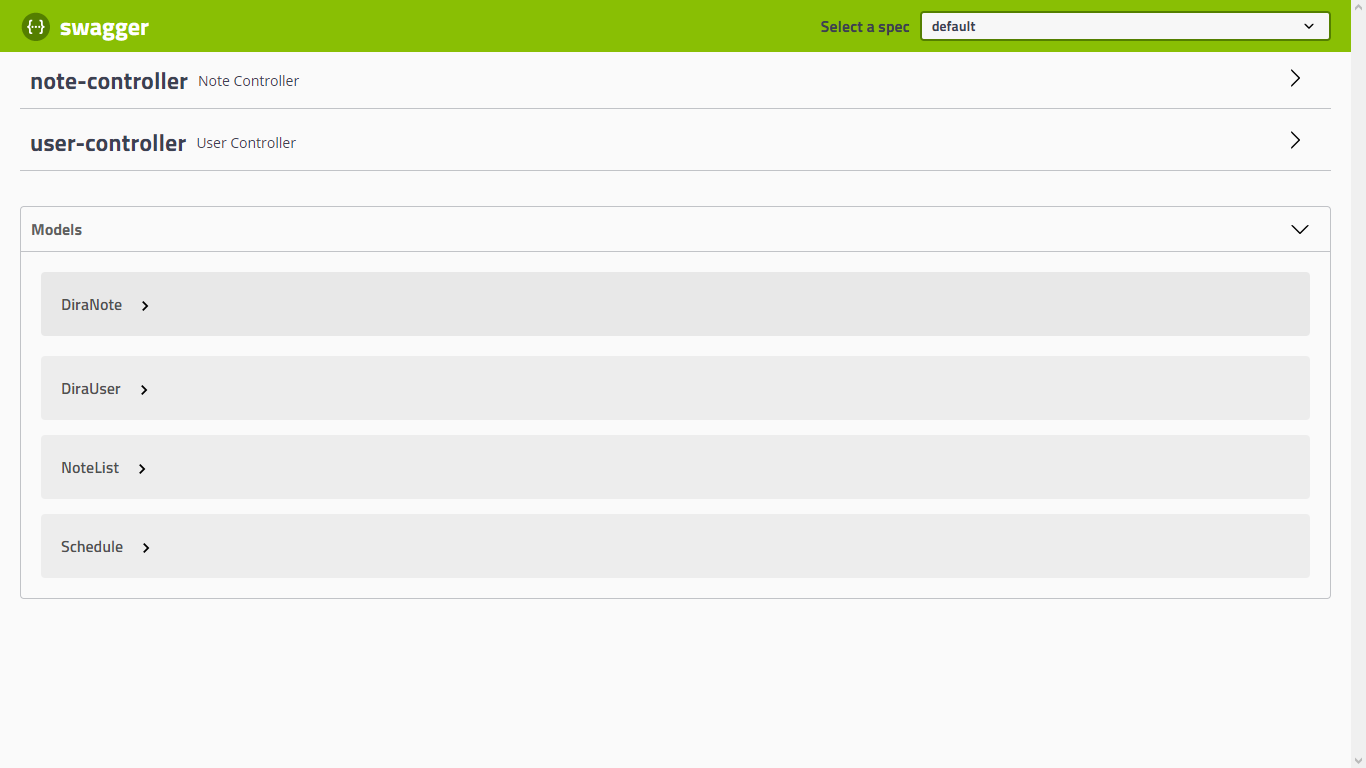 {···} swagger Select a spec default
note-controller Note Controller
user-controller User Controller
Models
DiraNote
DiraUser
NoteList
Schedule